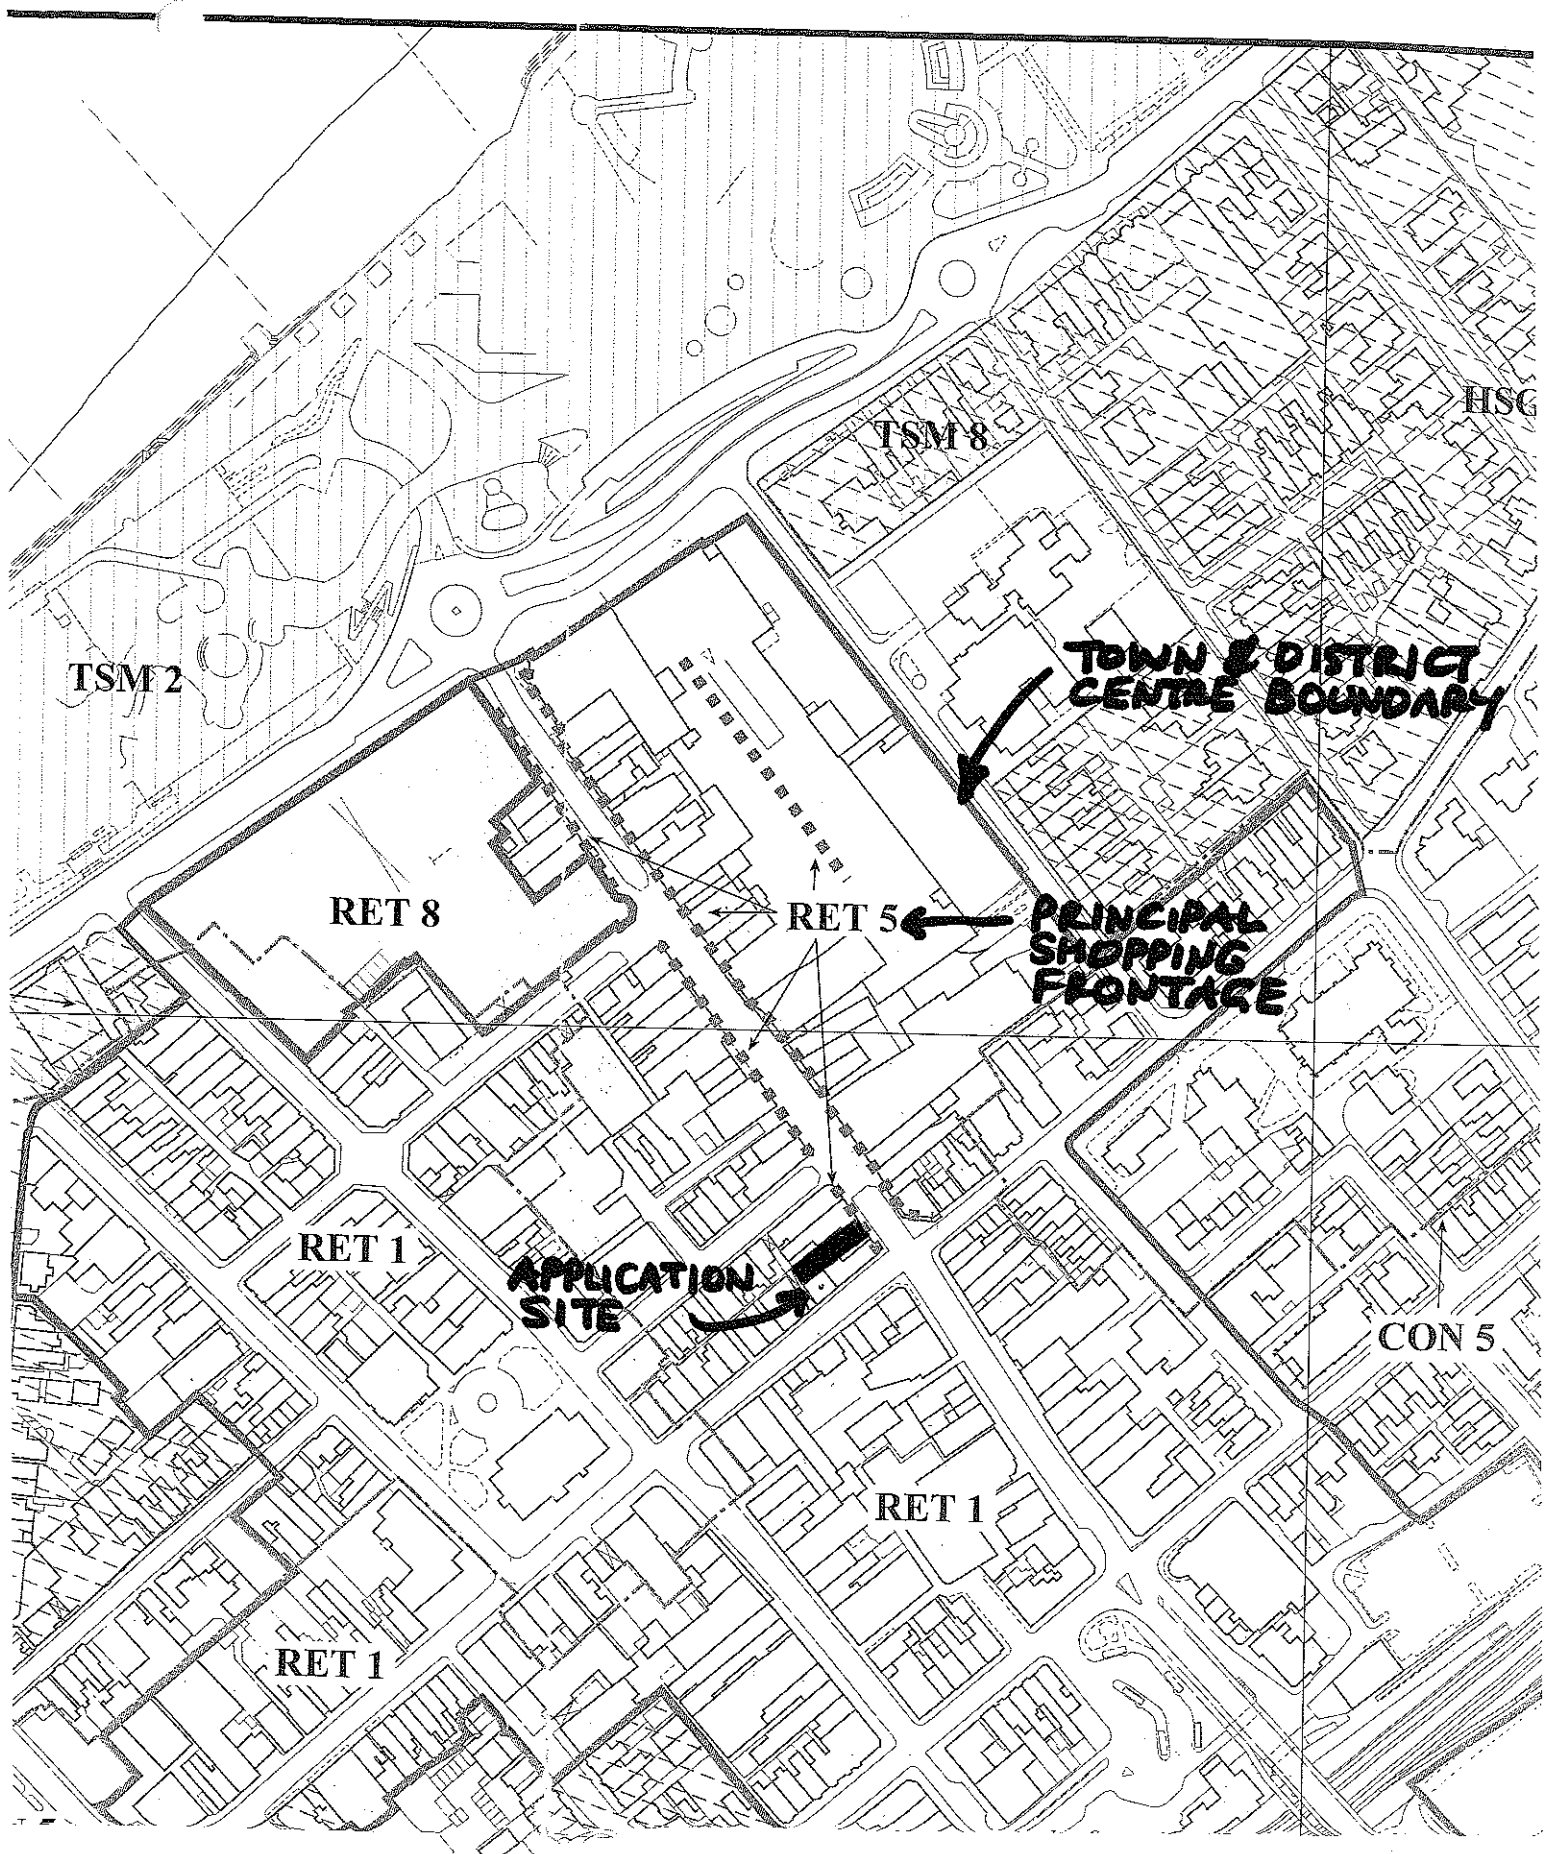 HSG
TSM 8
TOWN & DISTRICT
CENTRE BOUNDARY
TSM 2
RET 8
RET 5
PRINCIPAL
SHOPPING
FRONTAGE
RET 1
APPLICATION
SITE
CON 5
RET 1
RET 1